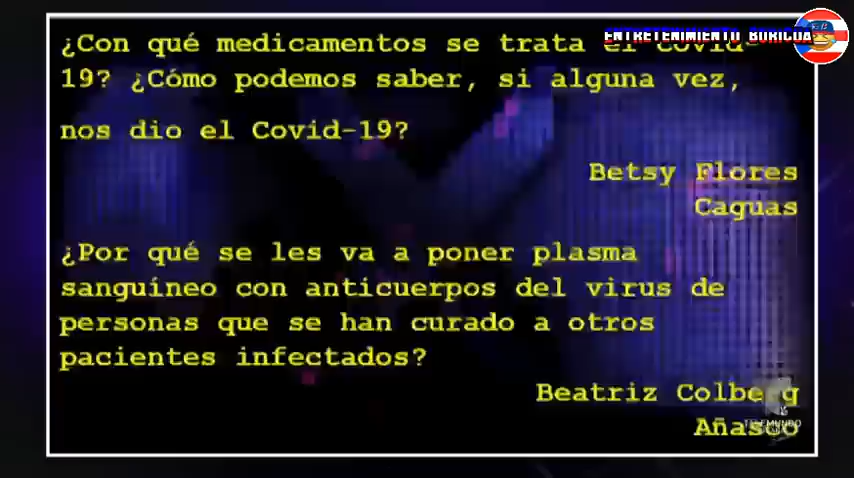 ENTRETENIMIENTO BORICUA
¿Con qué medicamentos se trata el Covid-
19? ¿Cómo podemos saber, si alguna vez,
nos dio el Covid-19?
Betsy Flores
Caguas
¿Por qué se les va a poner plasma
sanguíneo con anticuerpos del virus de
personas que se han curado a otros
pacientes infectados?
Beatriz Colberg
Añasco
TELEMUNDO